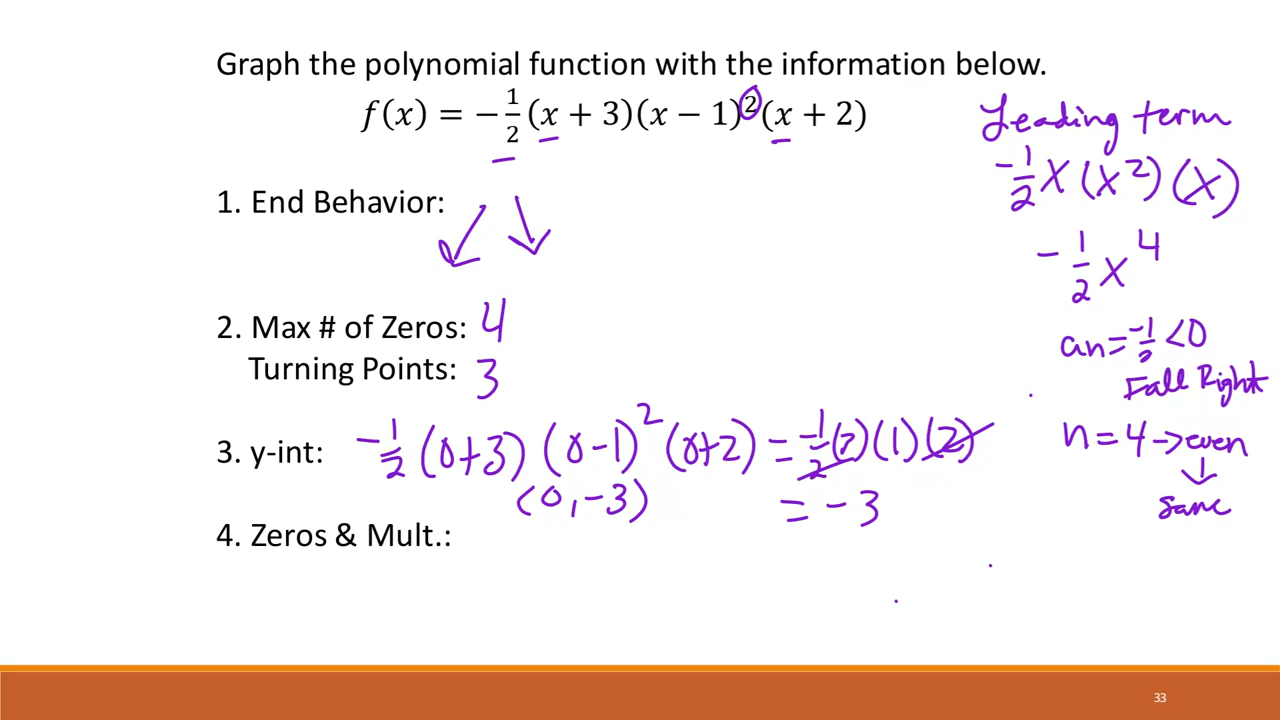 Graph the polynomial function with the information below.
f(x) = −1/2(x + 3)(x − 1)²(x + 2)
Leading term
-1/2 x (x²) (x)
1. End Behavior:
- 1/2 x⁴
2. Max # of Zeros: 4
an = -1/2 < 0
Turning Points: 3
Fall Right
3. y-int: -1/2 (0+3) (0-1)² (0+2) = -1/2 (3) (1) (2)
n = 4 → even
(0, -3)
= -3
same
4. Zeros & Mult.:
33